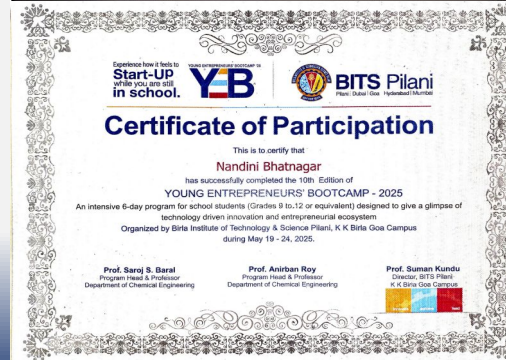 Experience how it feels to
Start-Up
while you are still
in school.
YOUNG ENTREPRENEURS' BOOTCAMP '25
YEB
BITS Pilani
Pilani | Dubai | Goa | Hyderabad | Mumbai
Certificate of Participation
This is to certify that
Nandini Bhatnagar
has successfully completed the 10th Edition of
YOUNG ENTREPRENEURS' BOOTCAMP - 2025
An intensive 6-day program for school students (Grades 9 to 12 or equivalent) designed to give a glimpse of
technology driven innovation and entrepreneurial ecosystem
Organized by Birla Institute of Technology & Science Pilani, K K Birla Goa Campus
during May 19 - 24, 2025.
Prof. Saroj S. Baral
Program Head & Professor
Department of Chemical Engineering
Prof. Anirban Roy
Program Head & Professor
Department of Chemical Engineering
Prof. Suman Kundu
Director, BITS Pilani
K K Birla Goa Campus